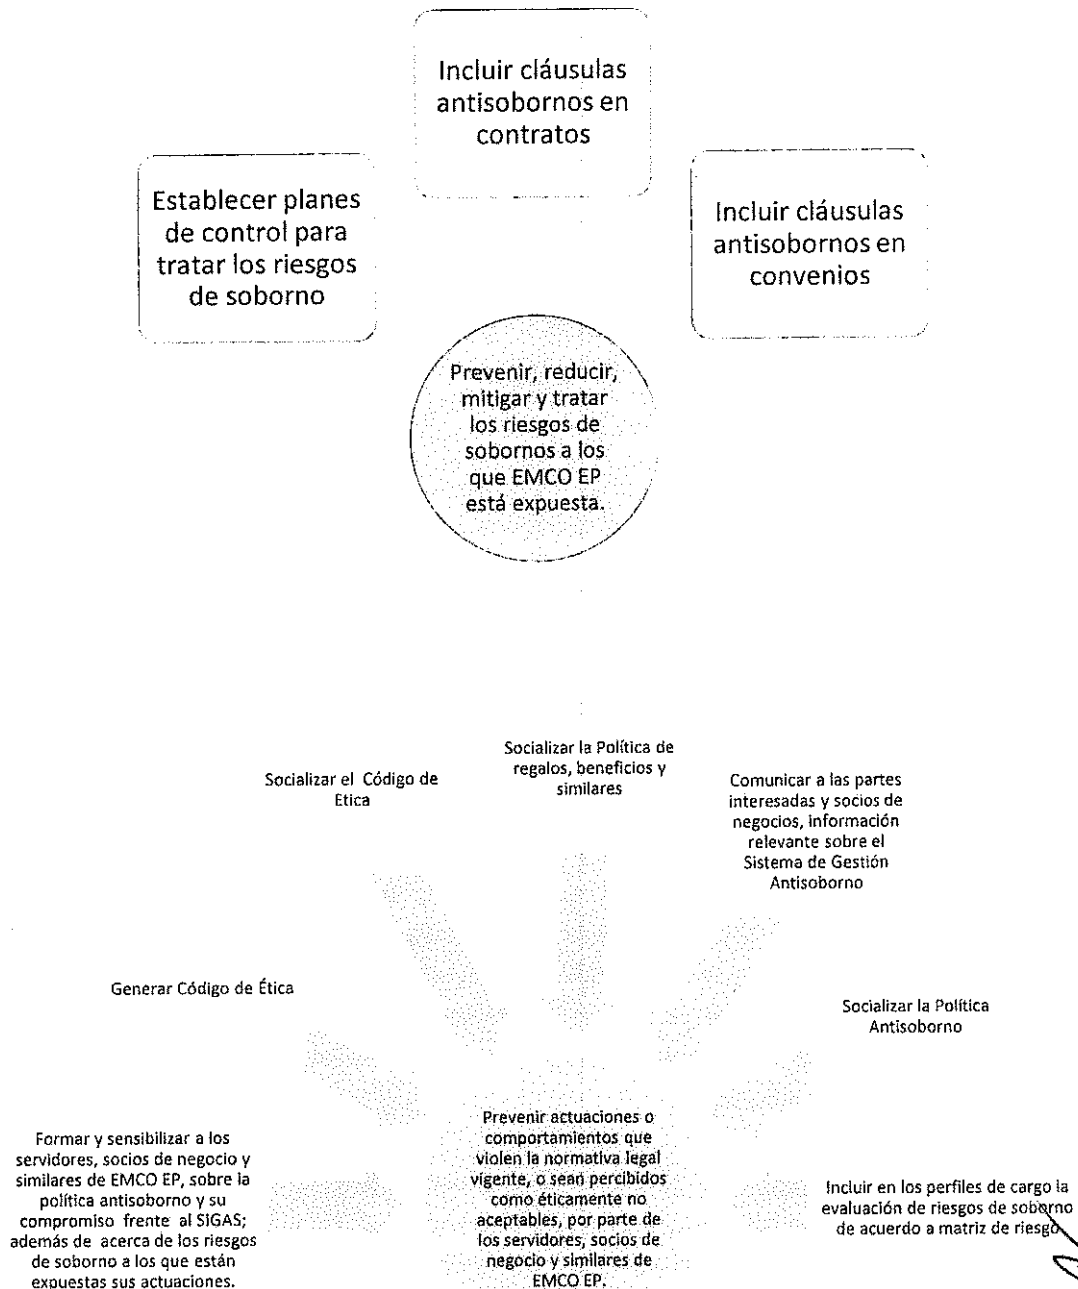 Incluir cláusulas
antisobornos en
contratos
Establecer planes
de control para
tratar los riesgos
de soborno
Incluir cláusulas
antisobornos en
convenios
Prevenir, reducir,
mitigar y tratar
los riesgos de
sobornos a los
que EMCO EP
está expuesta.
Socializar la Política de
regalos, beneficios y
similares
Socializar el Código de
Etica
Comunicar a las partes
interesadas y socios de
negocios, información
relevante sobre el
Sistema de Gestión
Antisoborno
Generar Código de Ética
Socializar la Política
Antisoborno
Formar y sensibilizar a los
servidores, socios de negocio y
similares de EMCO EP, sobre la
política antisoborno y su
compromiso frente al SIGAS;
además de acerca de los riesgos
de soborno a los que están
expuestas sus actuaciones.
Prevenir actuaciones o
comportamientos que
violen la normativa legal
vigente, o sean percibidos
como éticamente no
aceptables, por parte de
los servidores, socios de
negocio y similares de
EMCO EP.
Incluir en los perfiles de cargo la
evaluación de riesgos de soborno
de acuerdo a matriz de riesgo